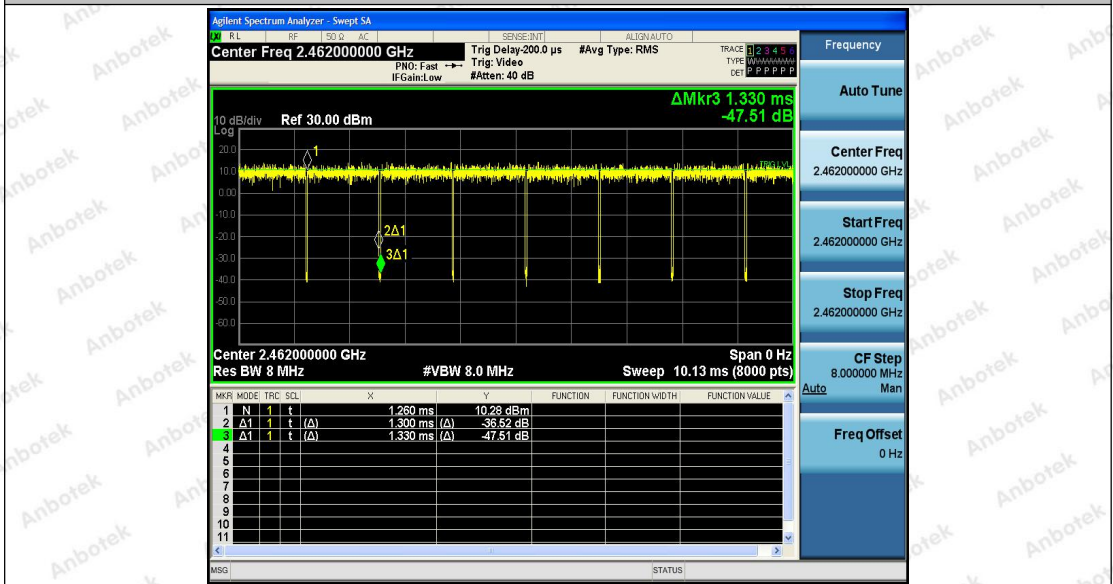 Agilent Spectrum Analyzer - Swept SA
LXI RL RF 50 Ω AC SENSE:INT ALIGN AUTO
Center Freq 2.462000000 GHz
PNO: Fast
IFGain:Low
Trig Delay-200.0 µs #Avg Type: RMS
Trig: Video
#Atten: 40 dB
TRACE 1 2 3 4 5 6
TYPE
DET P P P P P P
ΔMkr3 1.330 ms
-47.51 dB
10 dB/div Ref 30.00 dBm
Log
20.0
10.0
0.00
-10.0
-20.0
-30.0
-40.0
-50.0
-60.0
1
TRIG LVL
2Δ1
3Δ1
Center 2.462000000 GHz Span 0 Hz
Res BW 8 MHz #VBW 8.0 MHz Sweep 10.13 ms (8000 pts)
MKR MODE TRC SCL X Y FUNCTION FUNCTION WIDTH FUNCTION VALUE
1 N 1 t 1.260 ms 10.28 dBm
2 Δ1 1 t (Δ) 1.300 ms (Δ) -36.52 dB
3 Δ1 1 t (Δ) 1.330 ms (Δ) -47.51 dB
4
5
6
7
8
9
10
11
MSG STATUS
Frequency
Auto Tune
Center Freq
2.462000000 GHz
Start Freq
2.462000000 GHz
Stop Freq
2.462000000 GHz
CF Step
8.000000 MHz
Auto Man
Freq Offset
0 Hz
Anbotek